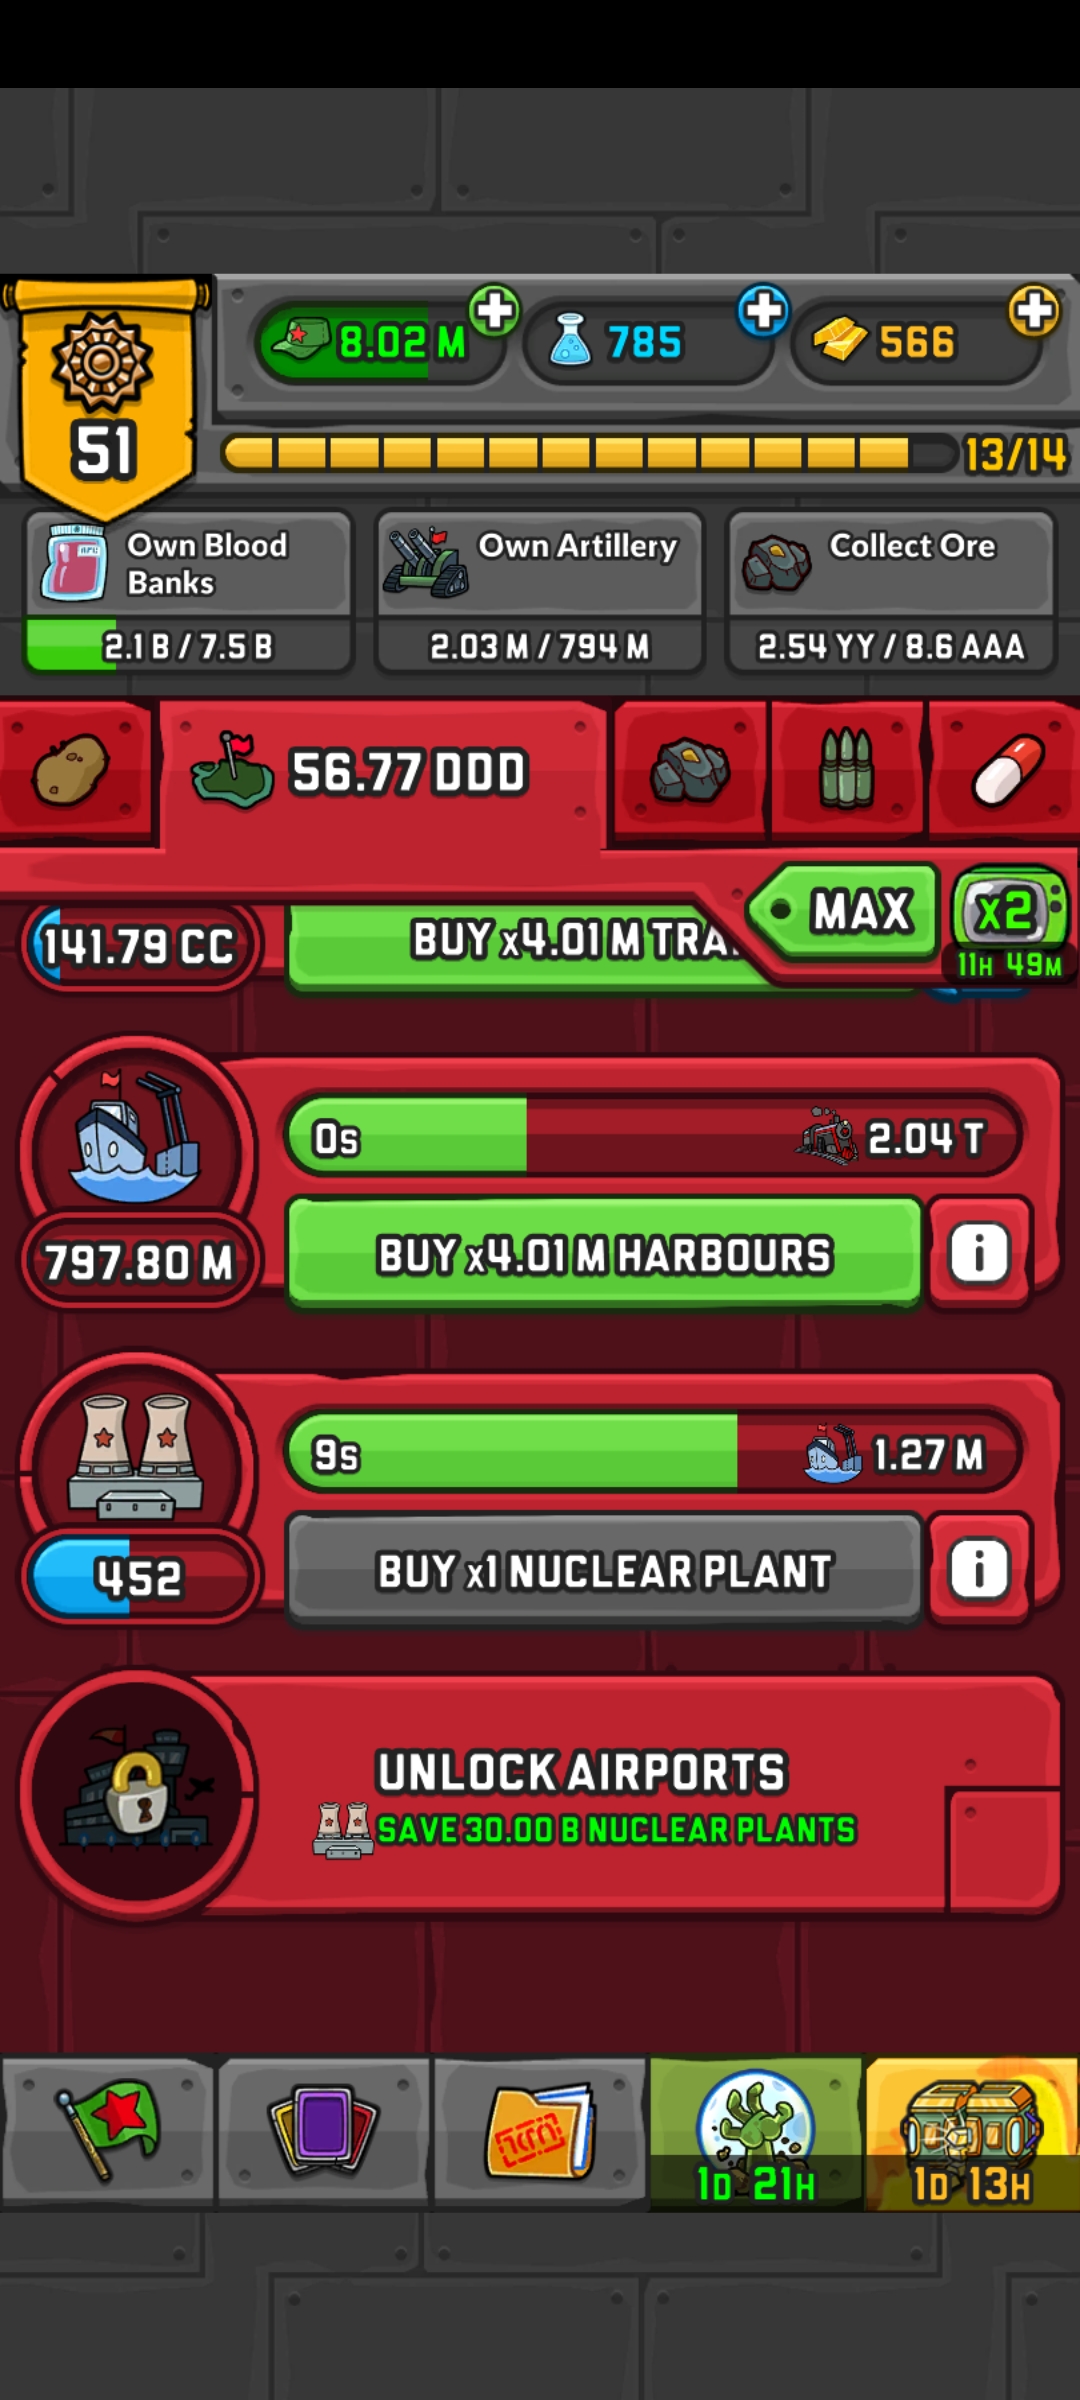 8.02 M
785
566
51
13/14
Own Blood
Banks
Own Artillery
Collect Ore
2.1 B / 7.5 B
2.03 M / 794 M
2.54 YY / 8.6 AAA
56.77 DDD
MAX
x2
11H 49M
141.79 CC
BUY x4.01 M TRA
0s
2.04 T
797.80 M
BUY x4.01 M HARBOURS
i
9s
1.27 M
452
BUY x1 NUCLEAR PLANT
i
UNLOCK AIRPORTS
SAVE 30.00 B NUCLEAR PLANTS
1D 21H
1D 13H